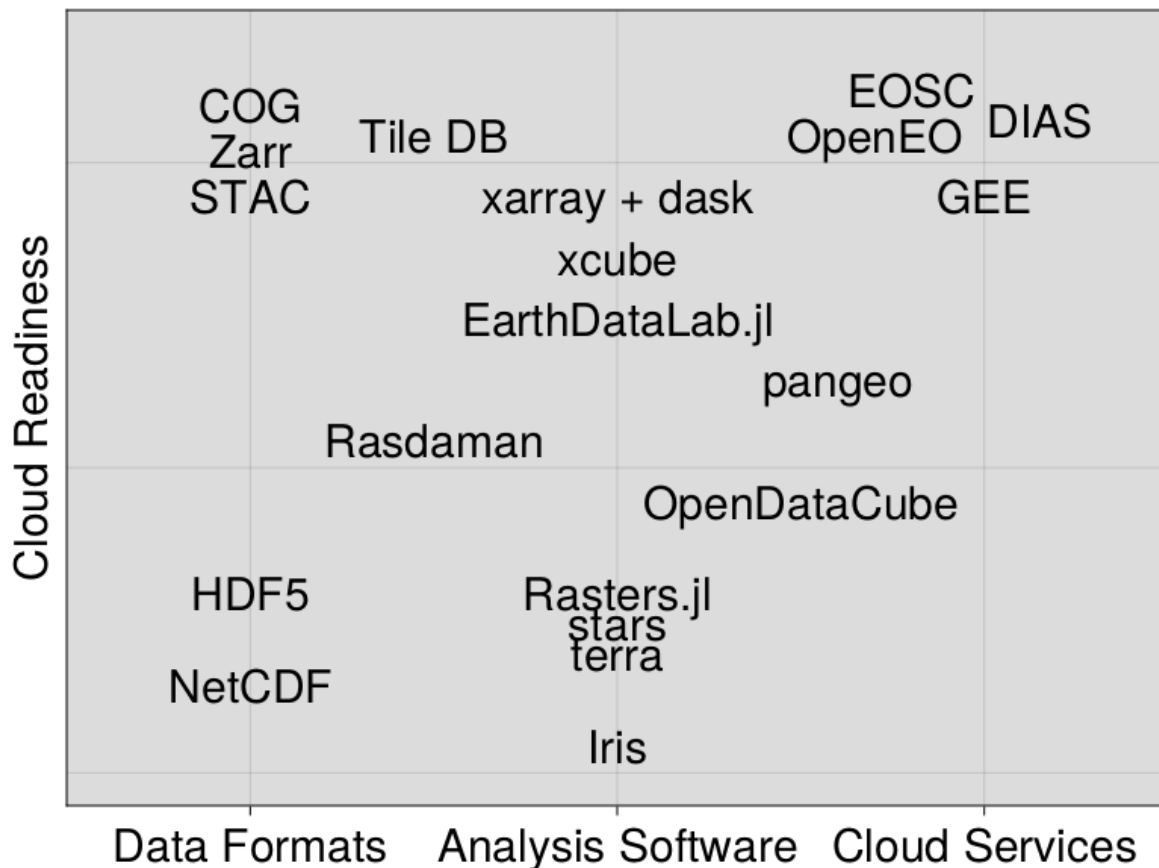 COG
EOSC
DIAS
Tile DB
OpenEO
Zarr
STAC
xarray + dask
GEE
xcube
EarthDataLab.jl
pangeo
Rasdaman
OpenDataCube
HDF5
Rasters.jl
stars
terra
NetCDF
Iris
Cloud Readiness
Data Formats
Analysis Software
Cloud Services